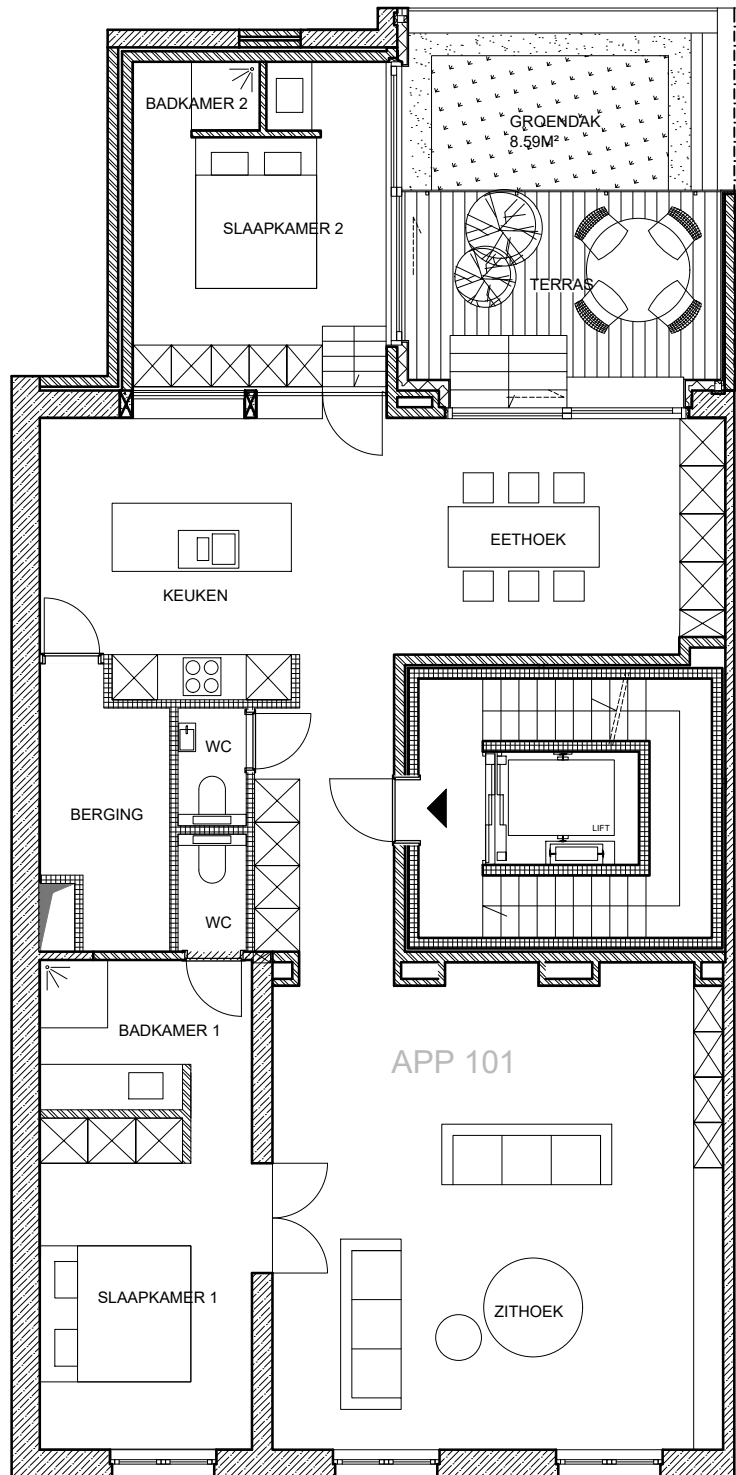 BADKAMER 2
GROENDAK
8.59M²
SLAAPKAMER 2
TERRAS
EETHOEK
KEUKEN
WC
BERGING
LIFT
WC
BADKAMER 1
APP 101
SLAAPKAMER 1
ZITHOEK